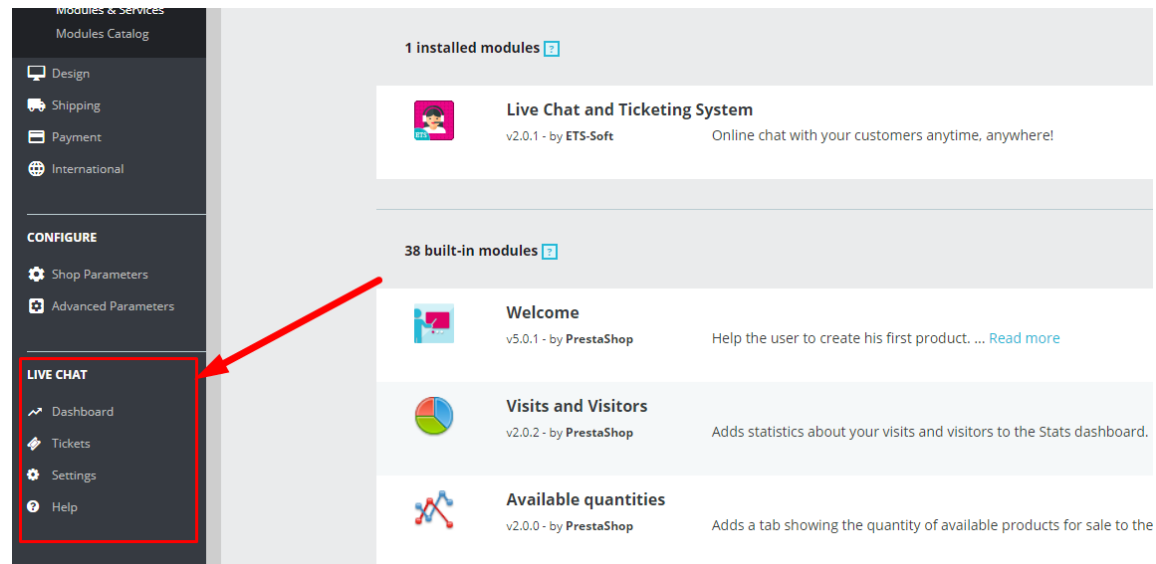 Modules & Services
Modules Catalog
Design
Shipping
Payment
International
CONFIGURE
Shop Parameters
Advanced Parameters
LIVE CHAT
Dashboard
Tickets
Settings
Help
1 installed modules ?
ETS
Live Chat and Ticketing System
v2.0.1 - by ETS-Soft Online chat with your customers anytime, anywhere!
38 built-in modules ?
Welcome
v5.0.1 - by PrestaShop Help the user to create his first product. ... Read more
Visits and Visitors
v2.0.2 - by PrestaShop Adds statistics about your visits and visitors to the Stats dashboard.
Available quantities
v2.0.0 - by PrestaShop Adds a tab showing the quantity of available products for sale to the